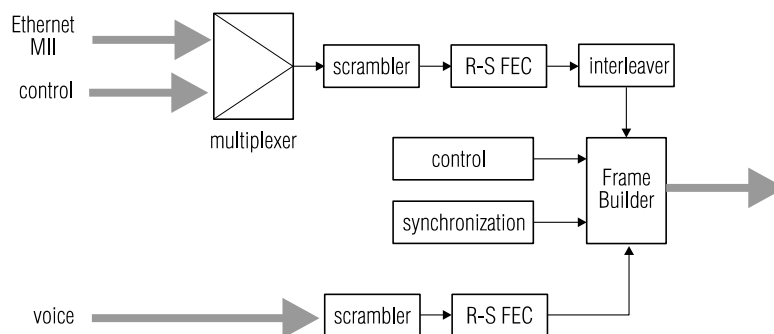 Ethernet
MII
control
multiplexer
scrambler
R-S FEC
interleaver
control
synchronization
Frame
Builder
voice
scrambler
R-S FEC